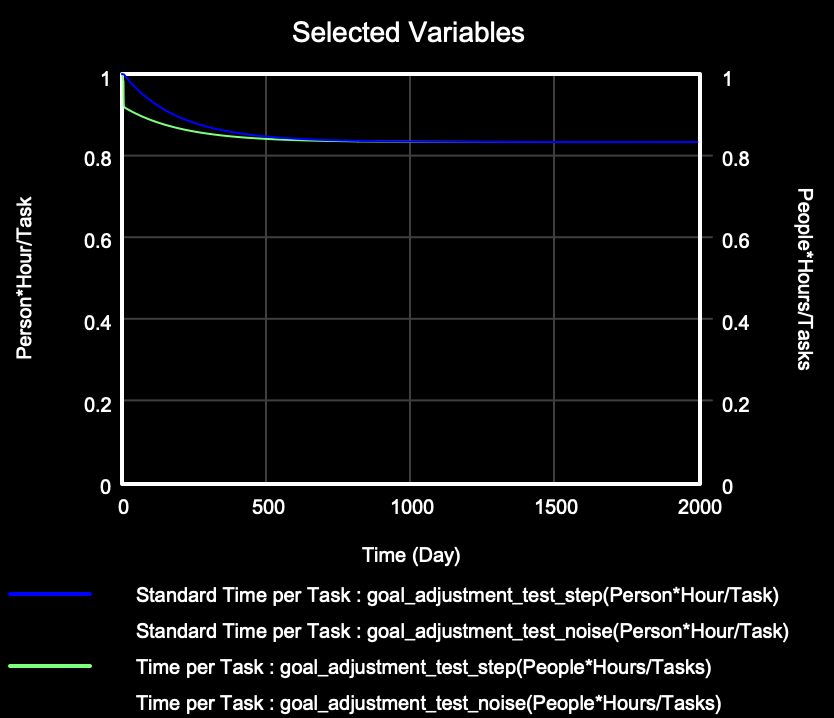 Selected Variables
1
1
0.8
0.8
0.6
0.6
0.4
0.4
0.2
0.2
0
0
Person*Hour/Task
People*Hours/Tasks
0 500 1000 1500 2000
Time (Day)
Standard Time per Task : goal_adjustment_test_step(Person*Hour/Task)
Standard Time per Task : goal_adjustment_test_noise(Person*Hour/Task)
Time per Task : goal_adjustment_test_step(People*Hours/Tasks)
Time per Task : goal_adjustment_test_noise(People*Hours/Tasks)